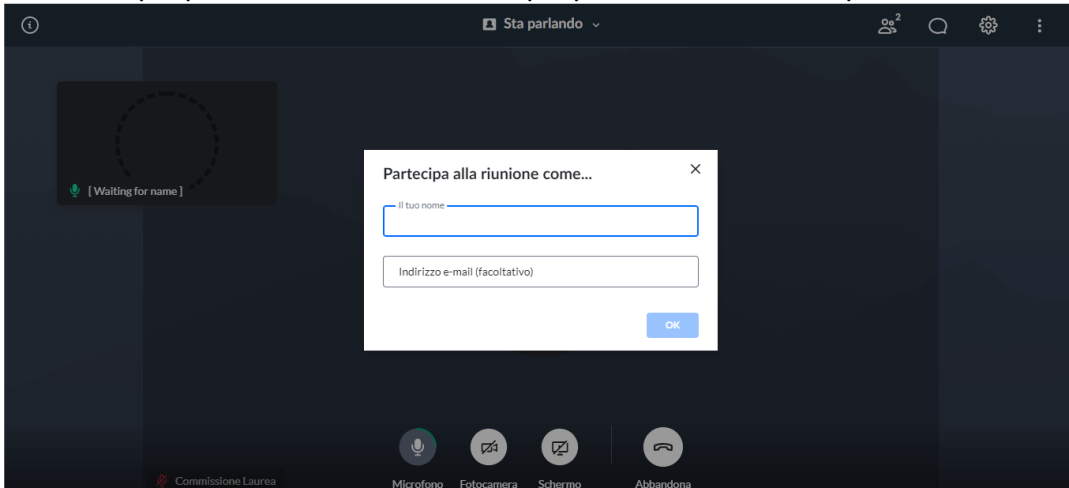 Sta parlando
2
[ Waiting for name ]
Partecipa alla riunione come...
Il tuo nome
Indirizzo e-mail (facoltativo)
OK
Commissione Laurea
Microfono Fotocamera Schermo Abbandona